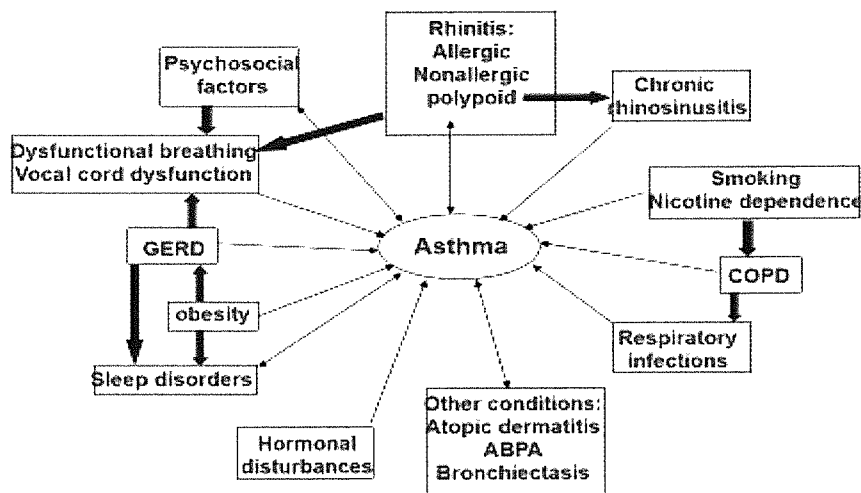 Rhinitis:
Allergic
Nonallergic
polypoid
Psychosocial
factors
Chronic
rhinosinusitis
Dysfunctional breathing
Vocal cord dysfunction
Smoking
Nicotine dependence
GERD
Asthma
COPD
obesity
Respiratory
infections
Sleep disorders
Other conditions:
Atopic dermatitis
ABPA
Bronchiectasis
Hormonal
disturbances